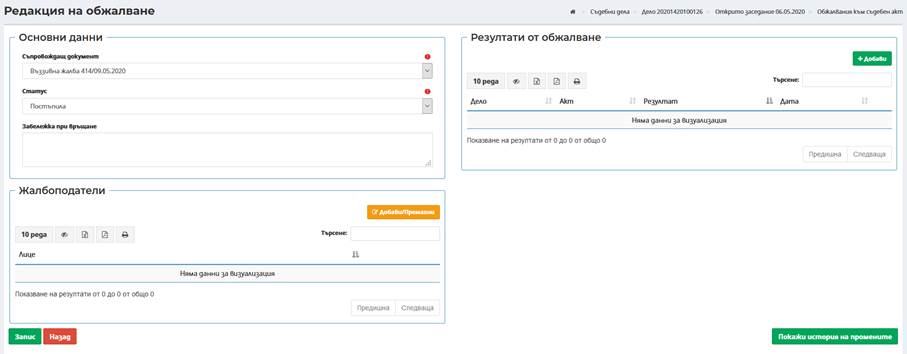 Редакция на обжалване
Съдебни дела
Дело 20201420100126
Открито заседание 06.05.2020
Обжалвания към съдебен акт
Основни данни
Съпровождащ документ
Въззивна жалба 414/09.05.2020
Статус
Постъпила
Забележка при връщане
Жалбоподатели
Добави/Премахни
10 реда
Търсене:
Лице
Няма данни за визуализация
Показване на резултати от 0 до 0 от общо 0
Предишна Следваща
Резултати от обжалване
+ Добави
10 реда
Търсене:
Дело Акт Резултат Дата
Няма данни за визуализация
Показване на резултати от 0 до 0 от общо 0
Предишна Следваща
Запис Назад
Покажи история на промените